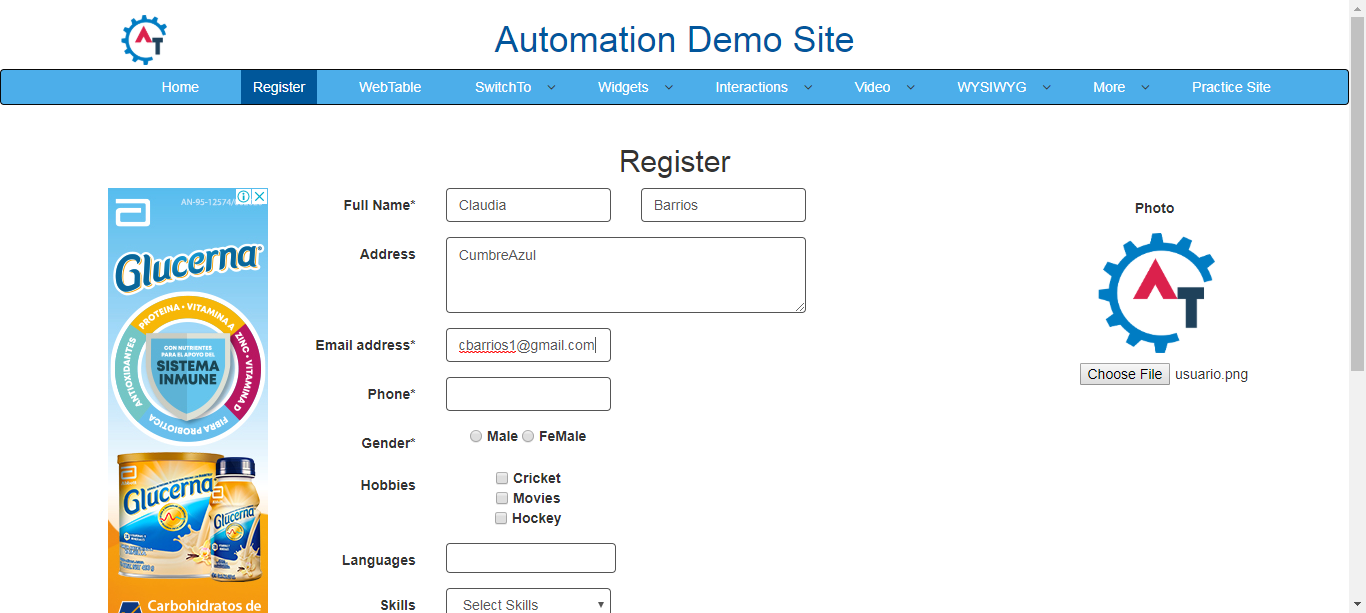 AT
Automation Demo Site
Home Register WebTable SwitchTo Widgets Interactions Video WYSIWYG More Practice Site
Register
AN-95-12574/
Glucerna
PROTEINA • VITAMINA A
ZINC • VITAMINA D
FIBRA PROBIOTICA
ANTIOXIDANTES
CON NUTRIENTES
PARA EL APOYO DEL
SISTEMA
INMUNE
Glucerna
Glucerna
Carbohidratos de
Full Name* Claudia Barrios
Address CumbreAzul
Email address* cbarrios1@gmail.com
Phone*
Gender* Male FeMale
Hobbies Cricket
Movies
Hockey
Languages
Skills Select Skills
Photo
AT
Choose File usuario.png